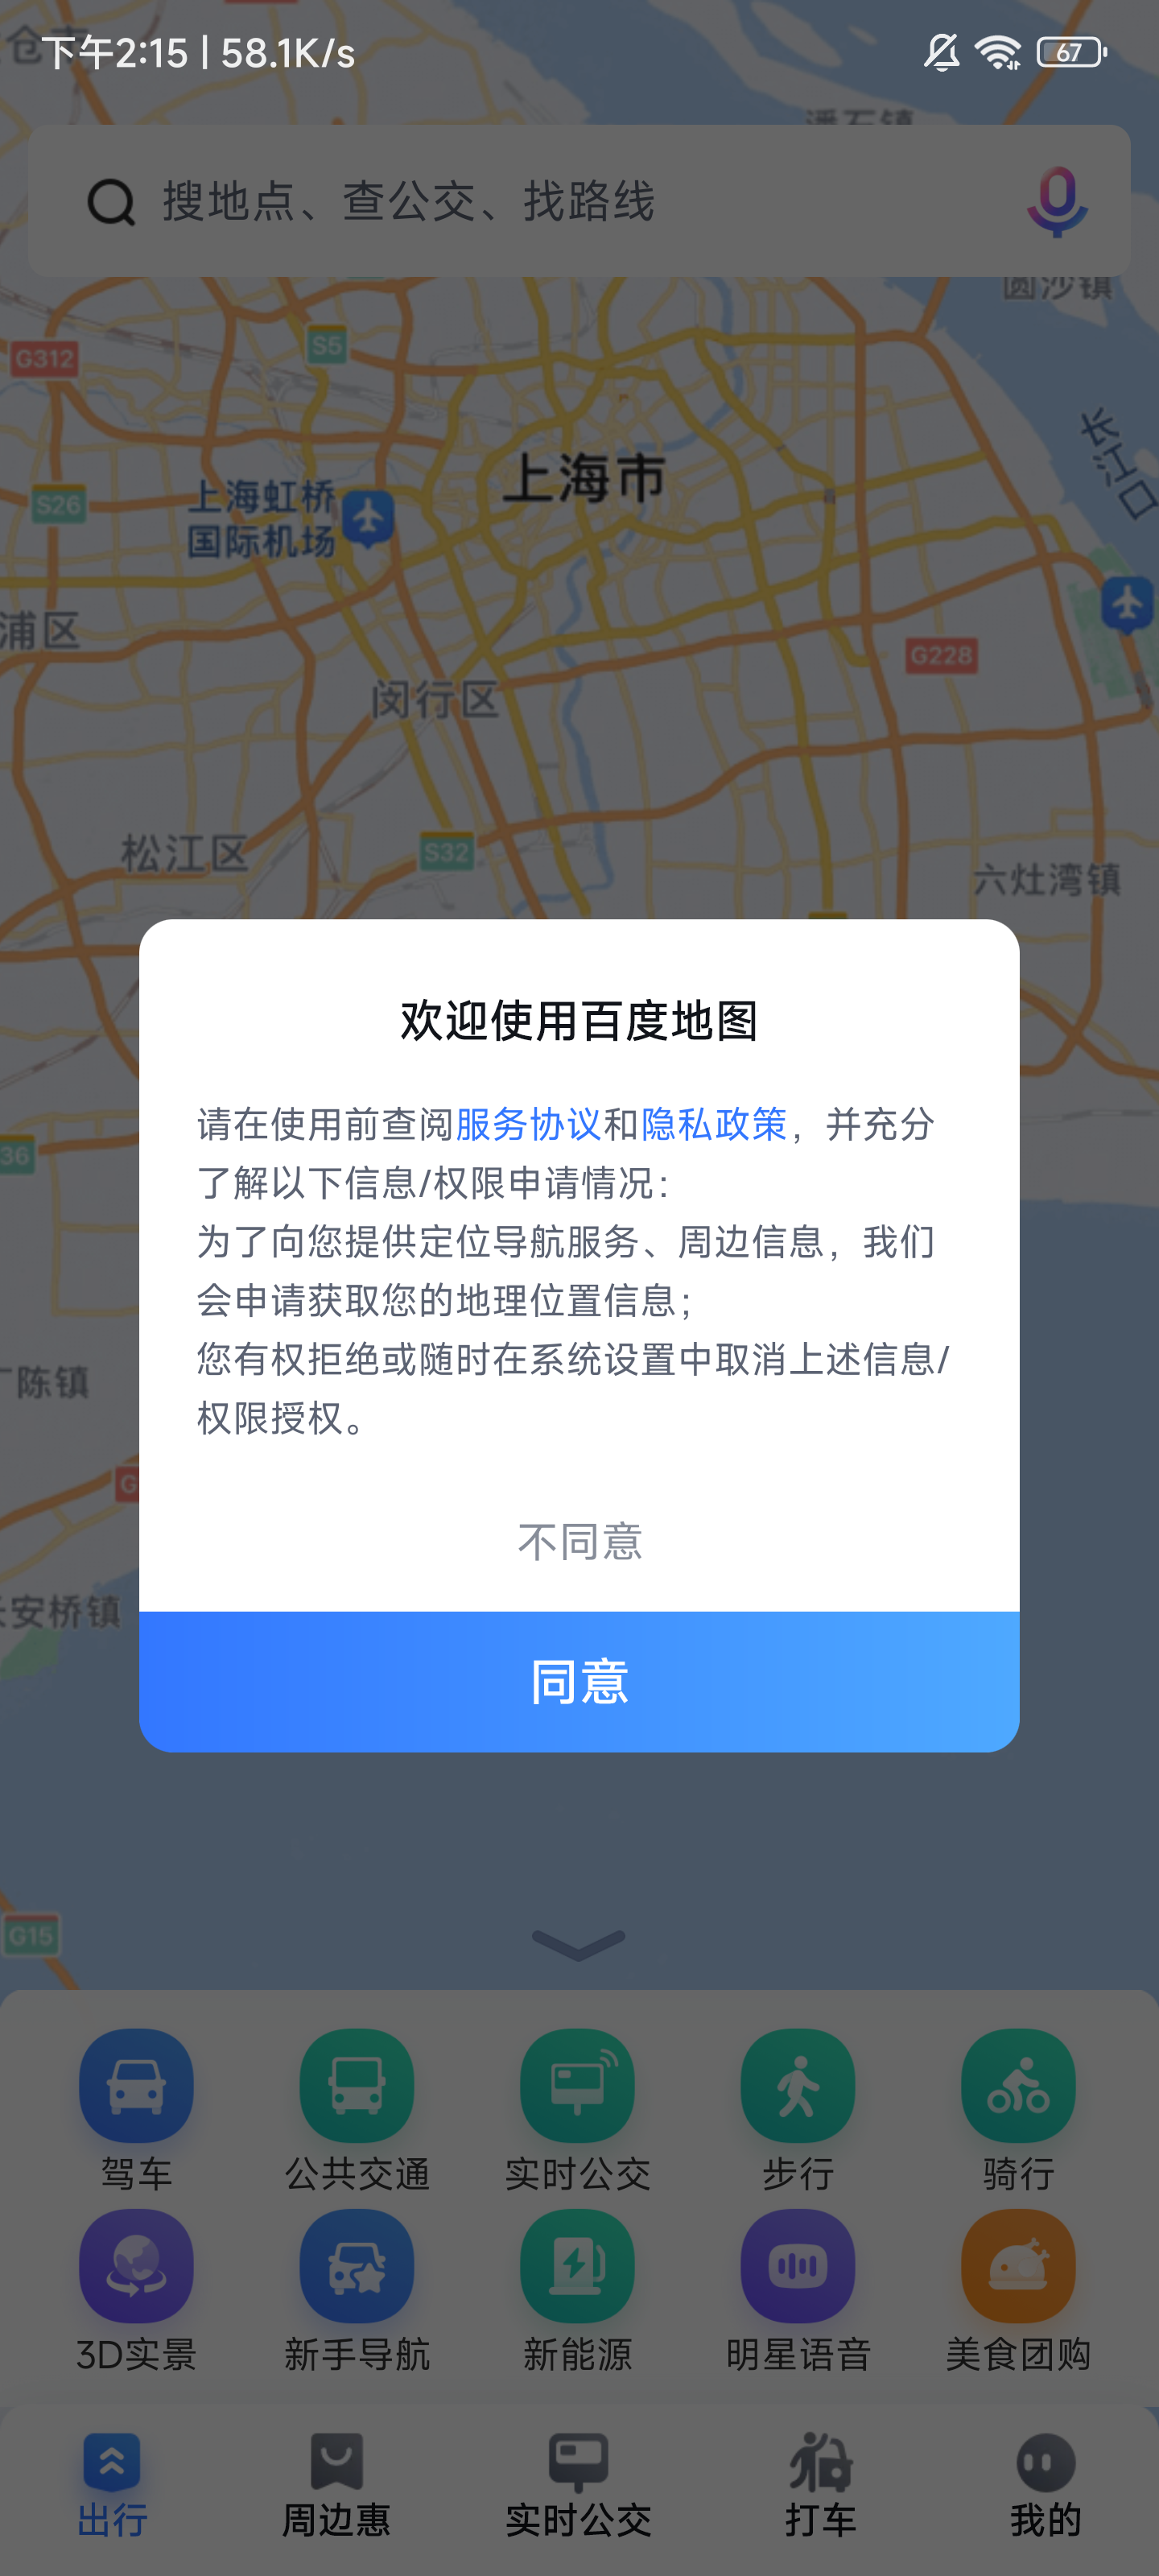 下午2:15 | 58.1K/s
67
搜地点、查公交、找路线
圆沙镇
G312
S5
长江口
上海市
S26
上海虹桥
国际机场
浦区
G228
闵行区
松江区
S32
六灶湾镇
欢迎使用百度地图
请在使用前查阅服务协议和隐私政策，并充分
了解以下信息/权限申请情况：
36
为了向您提供定位导航服务、周边信息，我们
会申请获取您的地理位置信息；
您有权拒绝或随时在系统设置中取消上述信息/
陈镇
权限授权。
G
不同意
安桥镇
同意
G15
驾车
公共交通
实时公交
步行
骑行
3D实景
新手导航
新能源
明星语音
美食团购
出行
周边惠
实时公交
打车
我的